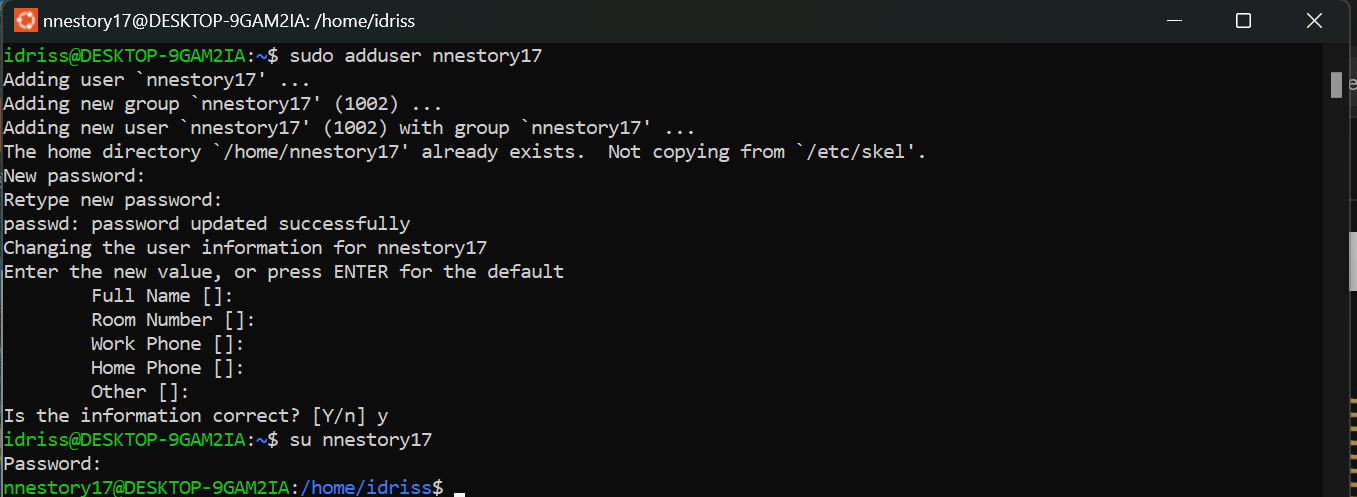 nnestory17@DESKTOP-9GAM2IA: /home/idriss
idriss@DESKTOP-9GAM2IA:~$ sudo adduser nnestory17
Adding user `nnestory17' ...
Adding new group `nnestory17' (1002) ...
Adding new user `nnestory17' (1002) with group `nnestory17' ...
The home directory `/home/nnestory17' already exists.  Not copying from `/etc/skel'.
New password:
Retype new password:
passwd: password updated successfully
Changing the user information for nnestory17
Enter the new value, or press ENTER for the default
        Full Name []:
        Room Number []:
        Work Phone []:
        Home Phone []:
        Other []:
Is the information correct? [Y/n] y
idriss@DESKTOP-9GAM2IA:~$ su nnestory17
Password:
nnestory17@DESKTOP-9GAM2IA:/home/idriss$